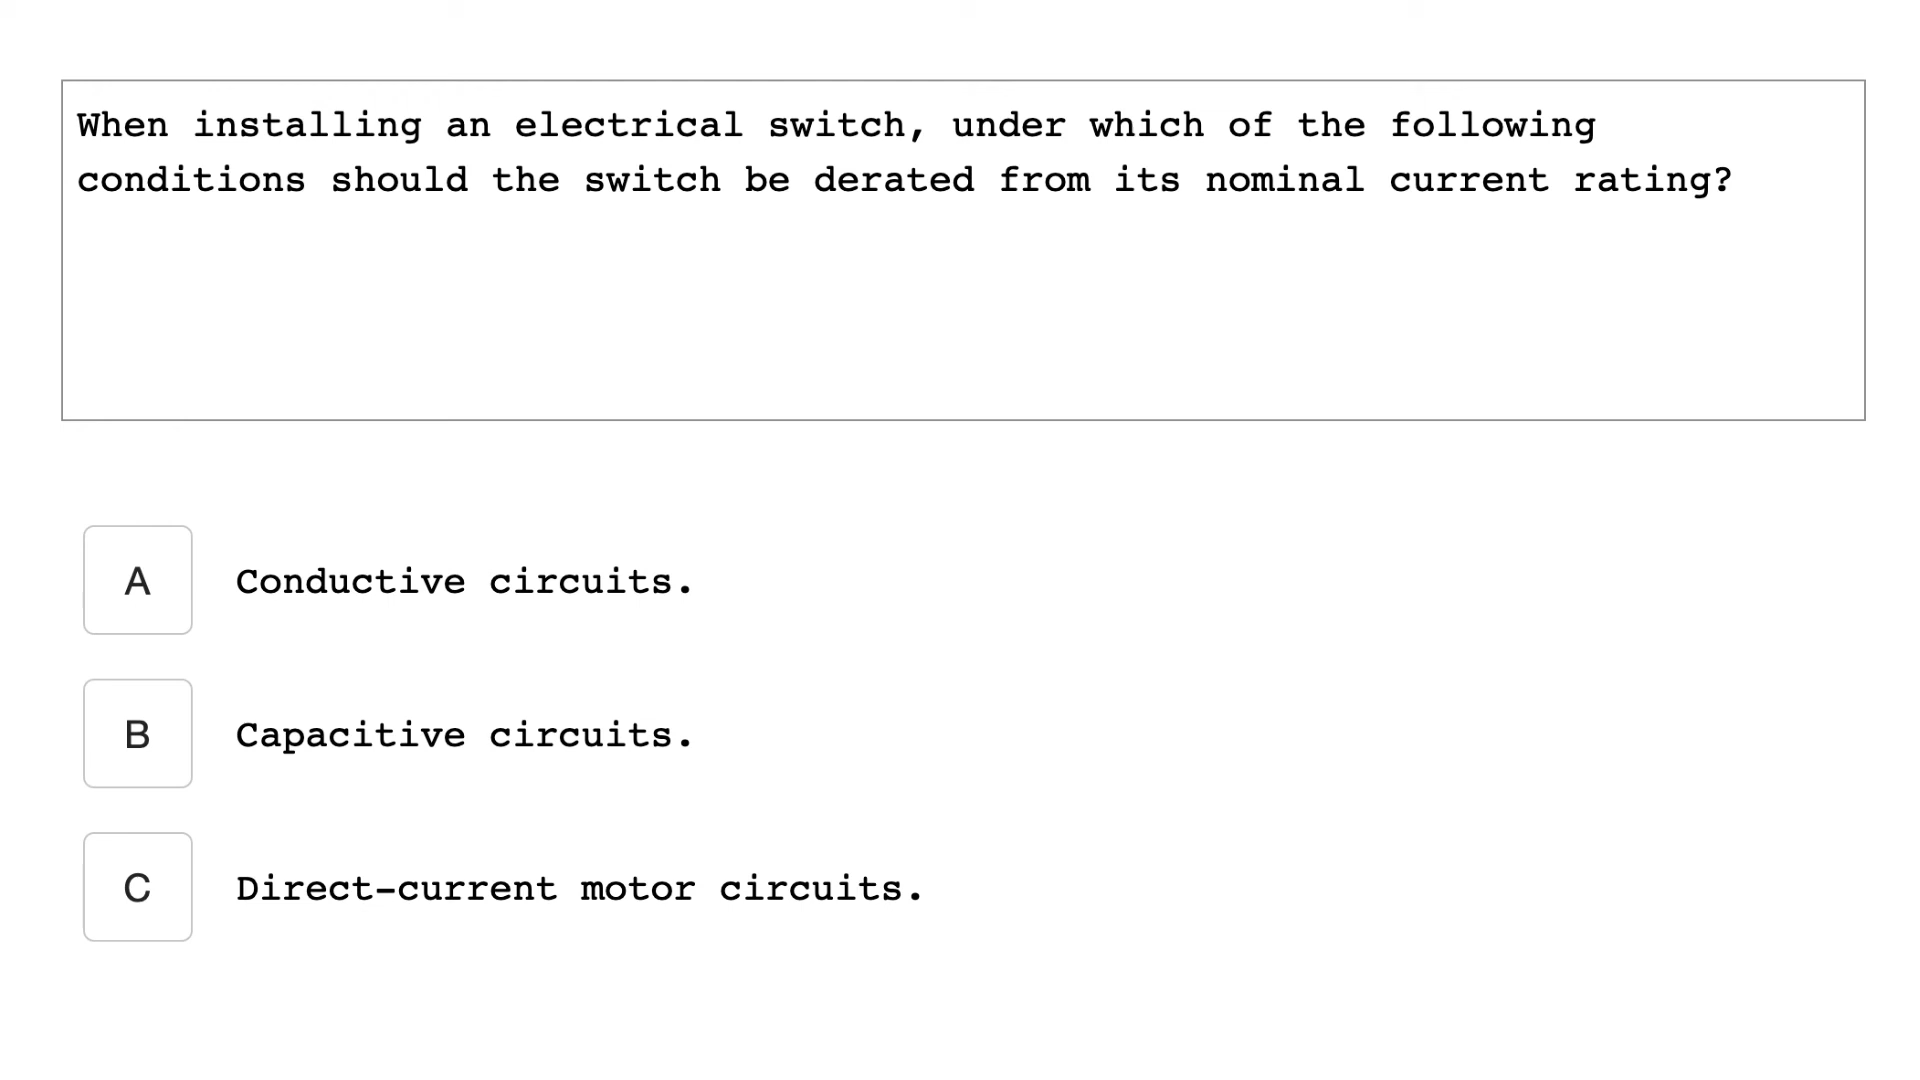 When installing an electrical switch, under which of the following
conditions should the switch be derated from its nominal current rating?
A Conductive circuits.
B Capacitive circuits.
C Direct-current motor circuits.